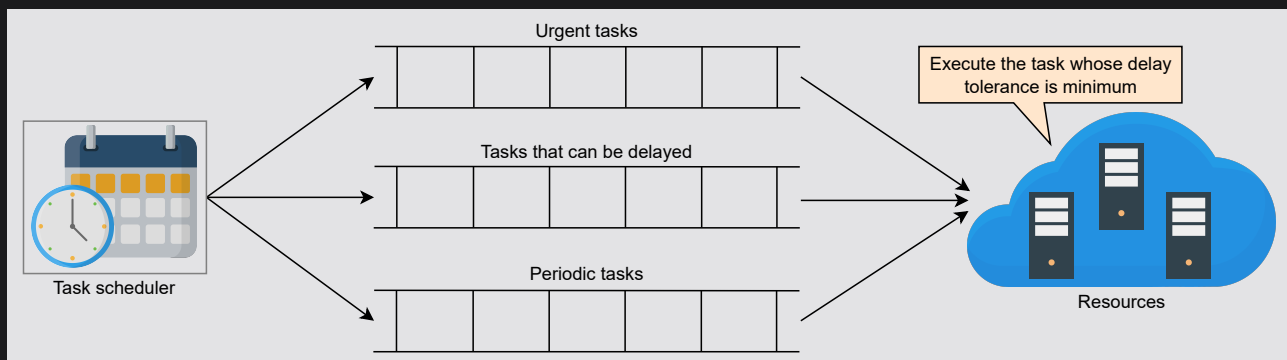 Urgent tasks
Execute the task whose delay
tolerance is minimum
Tasks that can be delayed
Periodic tasks
Task scheduler
Resources